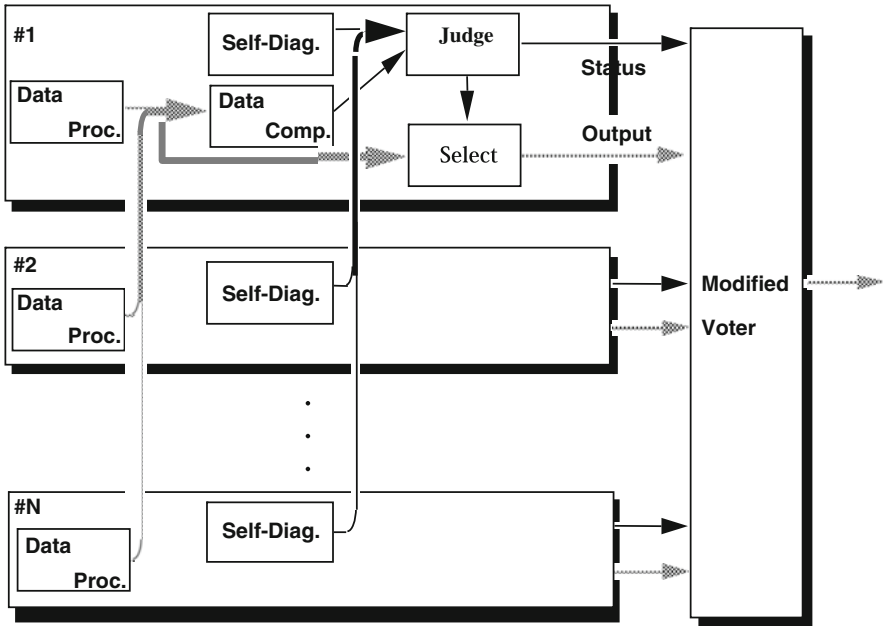 #1
Self-Diag.
Judge
Status
Data
Proc.
Data
Comp.
Select
Output
#2
Data
Proc.
Self-Diag.
Modified
Voter
#N
Data
Proc.
Self-Diag.